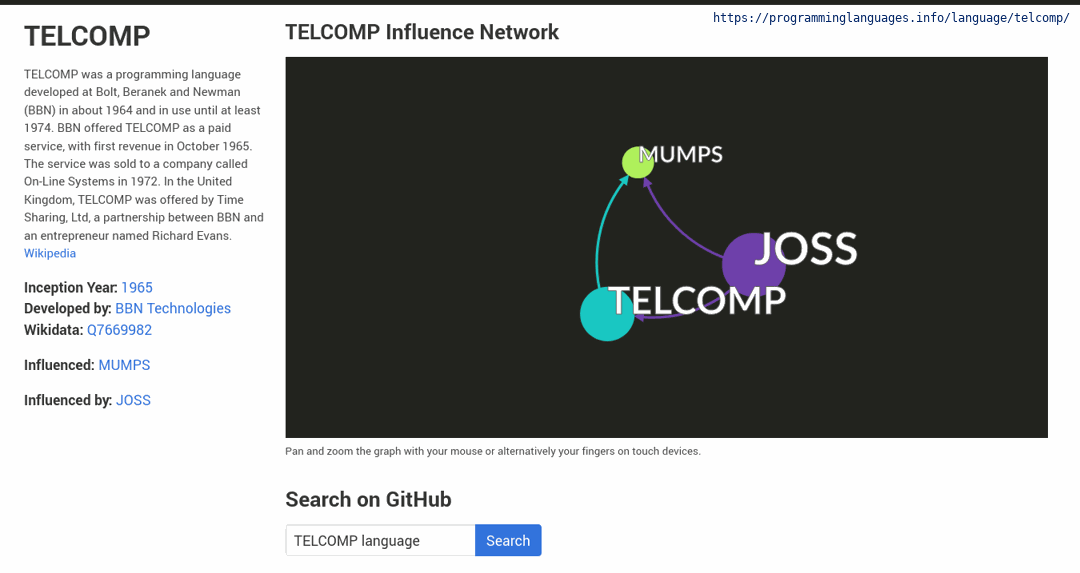 https://programminglanguages.info/language/telcomp/
TELCOMP
TELCOMP was a programming language
developed at Bolt, Beranek and Newman
(BBN) in about 1964 and in use until at least
1974. BBN offered TELCOMP as a paid
service, with first revenue in October 1965.
The service was sold to a company called
On-Line Systems in 1972. In the United
Kingdom, TELCOMP was offered by Time
Sharing, Ltd, a partnership between BBN and
an entrepreneur named Richard Evans.
Wikipedia
Inception Year: 1965
Developed by: BBN Technologies
Wikidata: Q7669982
Influenced: MUMPS
Influenced by: JOSS
TELCOMP Influence Network
MUMPS
JOSS
TELCOMP
Pan and zoom the graph with your mouse or alternatively your fingers on touch devices.
Search on GitHub
TELCOMP language
Search